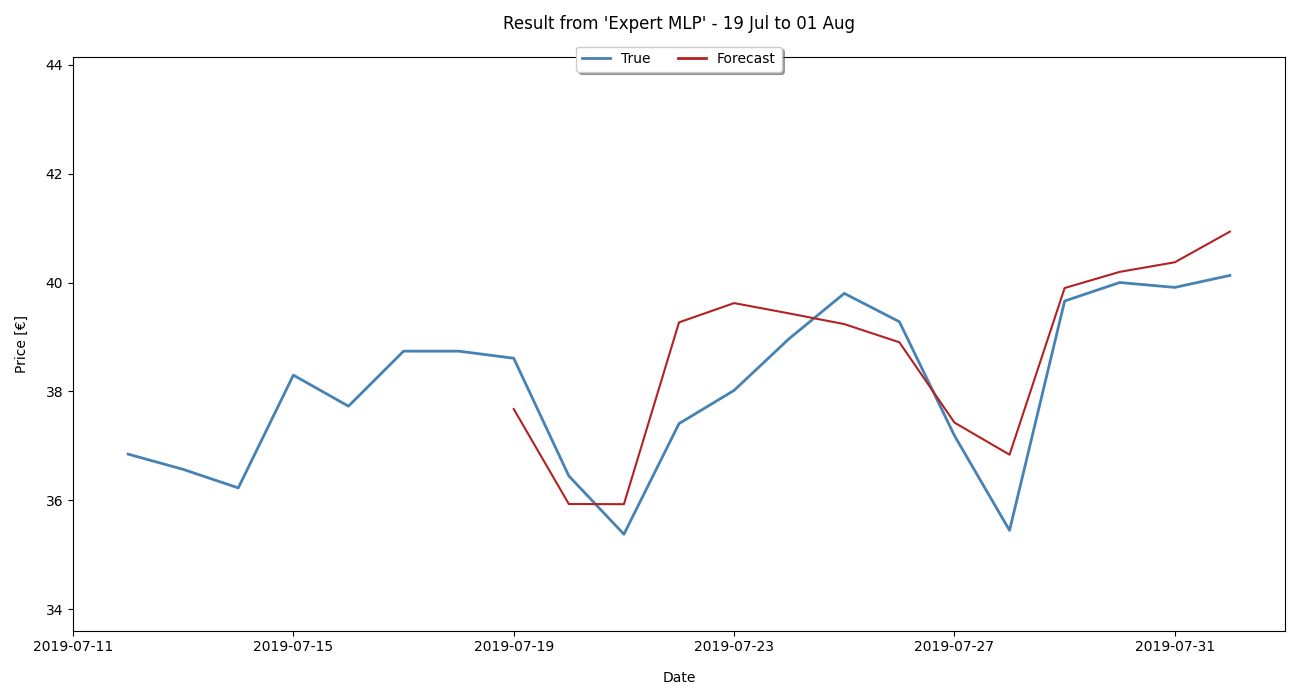 Result from 'Expert MLP' - 19 Jul to 01 Aug
True Forecast
44
42
40
38
36
34
Price [€]
2019-07-11 2019-07-15 2019-07-19 2019-07-23 2019-07-27 2019-07-31
Date